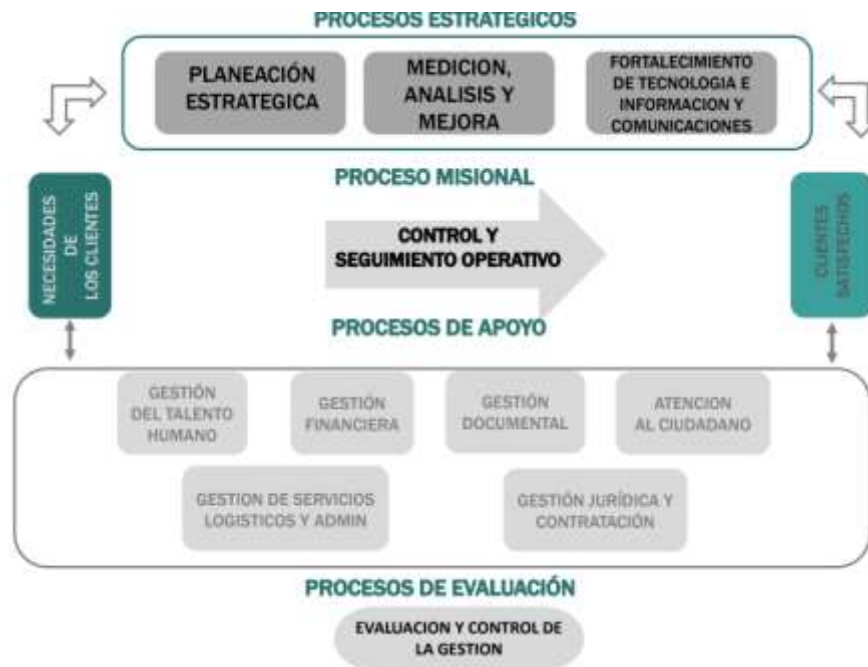 PROCESOS ESTRATEGICOS
PLANEACIÓN
ESTRATEGICA
MEDICION,
ANALISIS Y
MEJORA
FORTALECIMIENTO
DE TECNOLOGIA E
INFORMACION Y
COMUNICACIONES
PROCESO MISIONAL
NECESIDADES
DE
LOS CLIENTES
CONTROL Y
SEGUIMIENTO OPERATIVO
CLIENTES
SATISFECHOS
PROCESOS DE APOYO
GESTIÓN
DEL TALENTO
HUMANO
GESTIÓN
FINANCIERA
GESTIÓN
DOCUMENTAL
ATENCION
AL CIUDADANO
GESTION DE SERVICIOS
LOGISTICOS Y ADMIN
GESTIÓN JURÍDICA Y
CONTRATACIÓN
PROCESOS DE EVALUACIÓN
EVALUACION Y CONTROL DE
LA GESTION